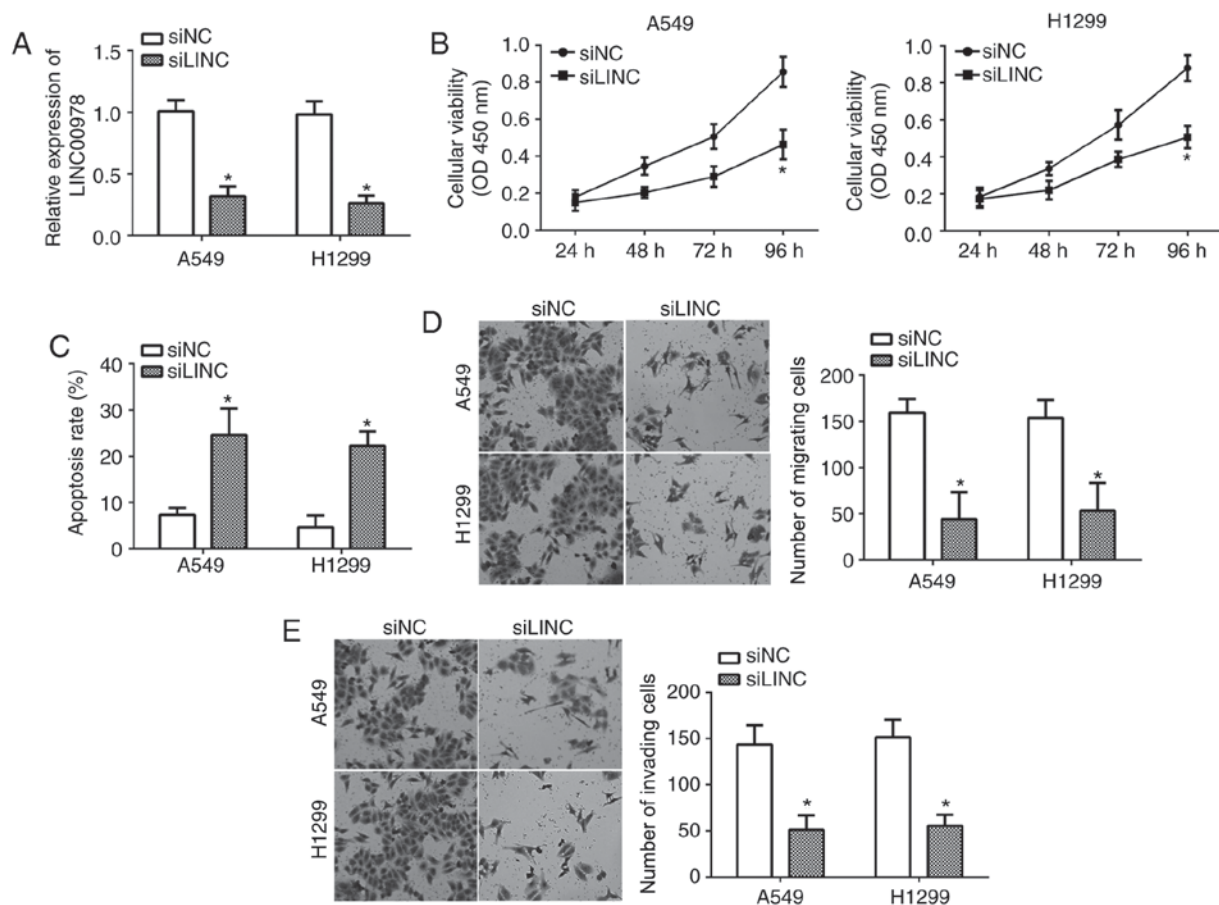 A
siNC
siLINC
Relative expression of
LINC00978
1.5
1.0
0.5
0.0
*
*
A549
H1299
B
A549
siNC
siLINC
Cellular viability
(OD 450 nm)
1.0
0.8
0.6
0.4
0.2
0.0
*
24 h 48 h 72 h 96 h
H1299
siNC
siLINC
Cellular viability
(OD 450 nm)
1.0
0.8
0.6
0.4
0.2
0.0
*
24 h 48 h 72 h 96 h
C
siNC
siLINC
Apoptosis rate (%)
40
30
20
10
0
*
*
A549
H1299
D
siNC
siLINC
A549
H1299
siNC
siLINC
Number of migrating cells
200
150
100
50
0
*
*
A549
H1299
E
siNC
siLINC
A549
H1299
siNC
siLINC
Number of invading cells
200
150
100
50
0
*
*
A549
H1299